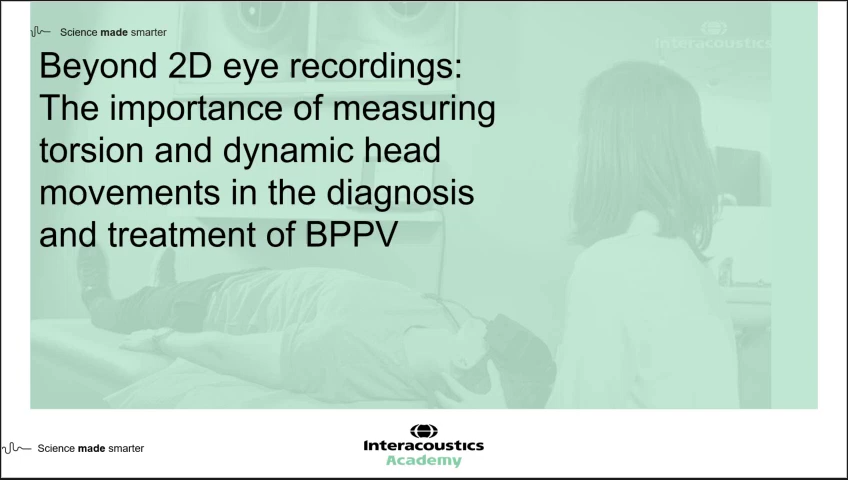 Science made smarter
Interacoustics
Beyond 2D eye recordings:
The importance of measuring
torsion and dynamic head
movements in the diagnosis
and treatment of BPPV
Science made smarter
Interacoustics
Academy